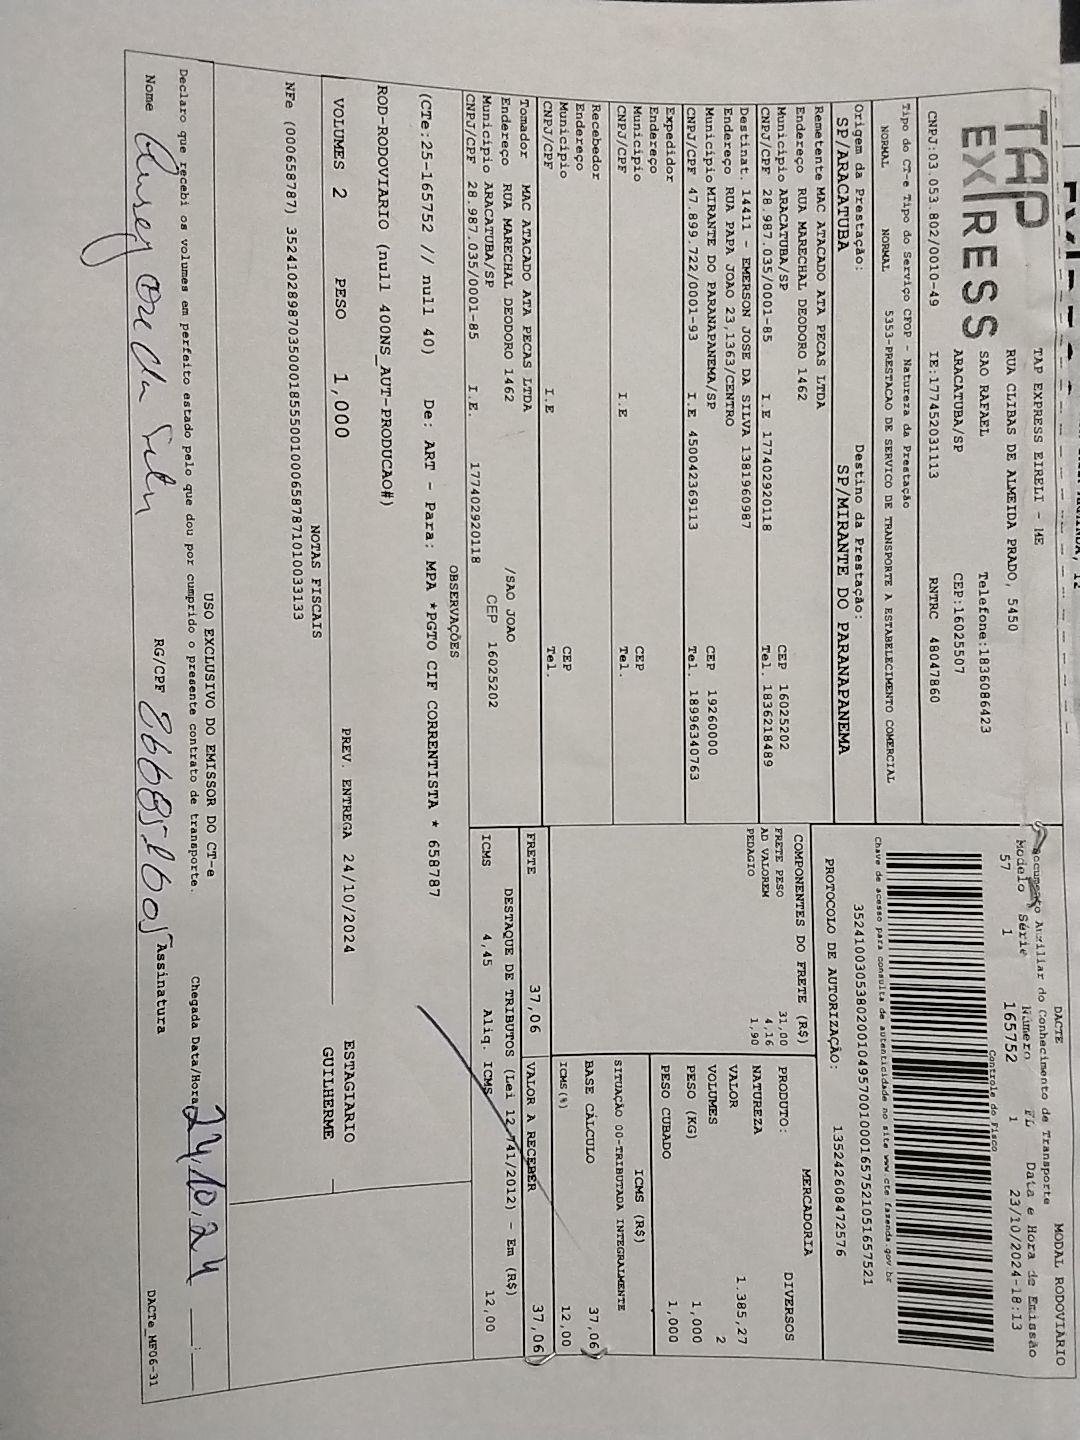 TAP
EXPRESS
TAP EXPRESS EIRELI - ME
RUA CLIBAS DE ALMEIDA PRADO, 5450
SAO RAFAEL Telefone:1836086423
ARACATUBA/SP CEP:16025507
CNPJ:03.053.802/0010-49 IE:177452031113 RNTRC 48047860
Tipo do CT-e Tipo do Serviço CFOP - Natureza da Prestação
NORMAL NORMAL 5353-PRESTACAO DE SERVICO DE TRANSPORTE A ESTABELECIMENTO COMERCIAL
Origem da Prestação: Destino da Prestação:
SP/ARACATUBA SP/MIRANTE DO PARANAPANEMA
DACTE MODAL RODOVIÁRIO
Documento Auxiliar do Conhecimento de Transporte
Modelo Série Número FL Data e Hora de Emissão
57 1 165752 1 23/10/2024-18:13
Controle do Fisco
Chave de acesso para consulta de autenticidade no site www.cte.fazenda.gov.br
35241003053802001049570010001657521051657521
PROTOCOLO DE AUTORIZAÇÃO: 135242608472576
Remetente MAC ATACADO ATA PECAS LTDA
Endereço RUA MARECHAL DEODORO 1462
Município ARACATUBA/SP CEP 16025202
CNPJ/CPF 28.987.035/0001-85 I.E 177402920118 Tel. 1836218489
Destinat. 14411 - EMERSON JOSE DA SILVA 1381960987
Endereço RUA PAPA JOAO 23,1363/CENTRO
Município MIRANTE DO PARANAPANEMA/SP CEP 19260000
CNPJ/CPF 47.899.722/0001-93 I.E 450042369113 Tel. 18996340763
Expedidor
Endereço
Município CEP
CNPJ/CPF I.E Tel.
Recebedor
Endereço
Município CEP
CNPJ/CPF I.E Tel.
Tomador MAC ATACADO ATA PECAS LTDA
Endereço RUA MARECHAL DEODORO 1462 /SAO JOAO
Município ARACATUBA/SP CEP 16025202
CNPJ/CPF 28.987.035/0001-85 I.E. 177402920118
COMPONENTES DO FRETE (R$)
FRETE PESO 31,00
AD VALOREM 4,16
PEDAGIO 1,90
MERCADORIA
PRODUTO: DIVERSOS
NATUREZA
VALOR 1.385,27
VOLUMES 2
PESO (KG) 1,000
PESO CUBADO 1,000
ICMS (R$)
SITUAÇÃO 00-TRIBUTADA INTEGRALMENTE
BASE CÁLCULO 37,06
ICMS(%) 12,00
FRETE 37,06 VALOR A RECEBER 37,06
DESTAQUE DE TRIBUTOS (Lei 12.741/2012) - Em (R$)
ICMS 4,45 Aliq. ICMS 12,00
OBSERVAÇÕES
(CTe:25-165752 // null 40) De: ART - Para: MPA *PGTO CIF CORRENTISTA * 658787
ROD-RODOVIARIO (null 400NS_AUT-PRODUCAO#)
VOLUMES 2 PESO 1,000 PREV. ENTREGA 24/10/2024 ESTAGIARIO
GUILHERME
NOTAS FISCAIS
NFe (000658787) 35241028987035000185550010006587871010033133
USO EXCLUSIVO DO EMISSOR DO CT-e
Declaro que recebi os volumes em perfeito estado pelo que dou por cumprido o presente contrato de transporte. Chegada Data/Hora 24.10.24 __:__
Nome RG/CPF Assinatura
DACTe_MF06-31